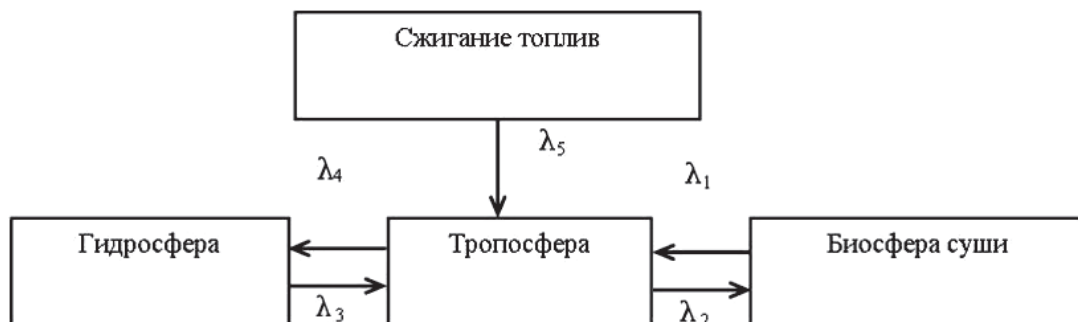 Сжигание топлив
λ5
λ4
λ1
Гидросфера
Тропосфера
Биосфера суши
λ3
λ2